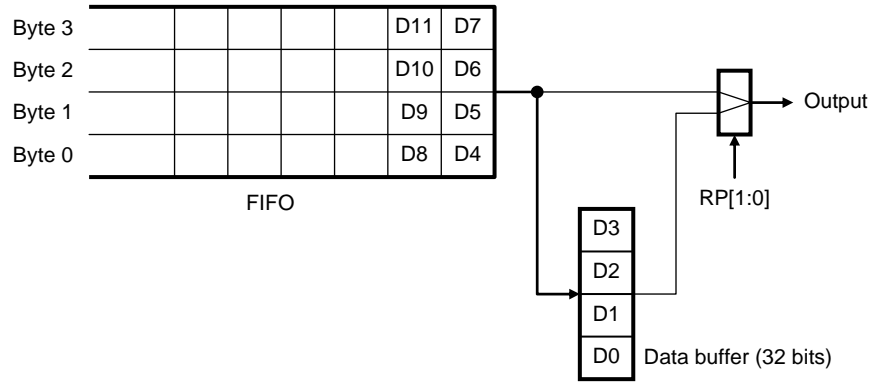 Byte 3 D11 D7
Byte 2 D10 D6
Byte 1 D9 D5
Byte 0 D8 D4
FIFO
Output
RP[1:0]
D3
D2
D1
D0 Data buffer (32 bits)